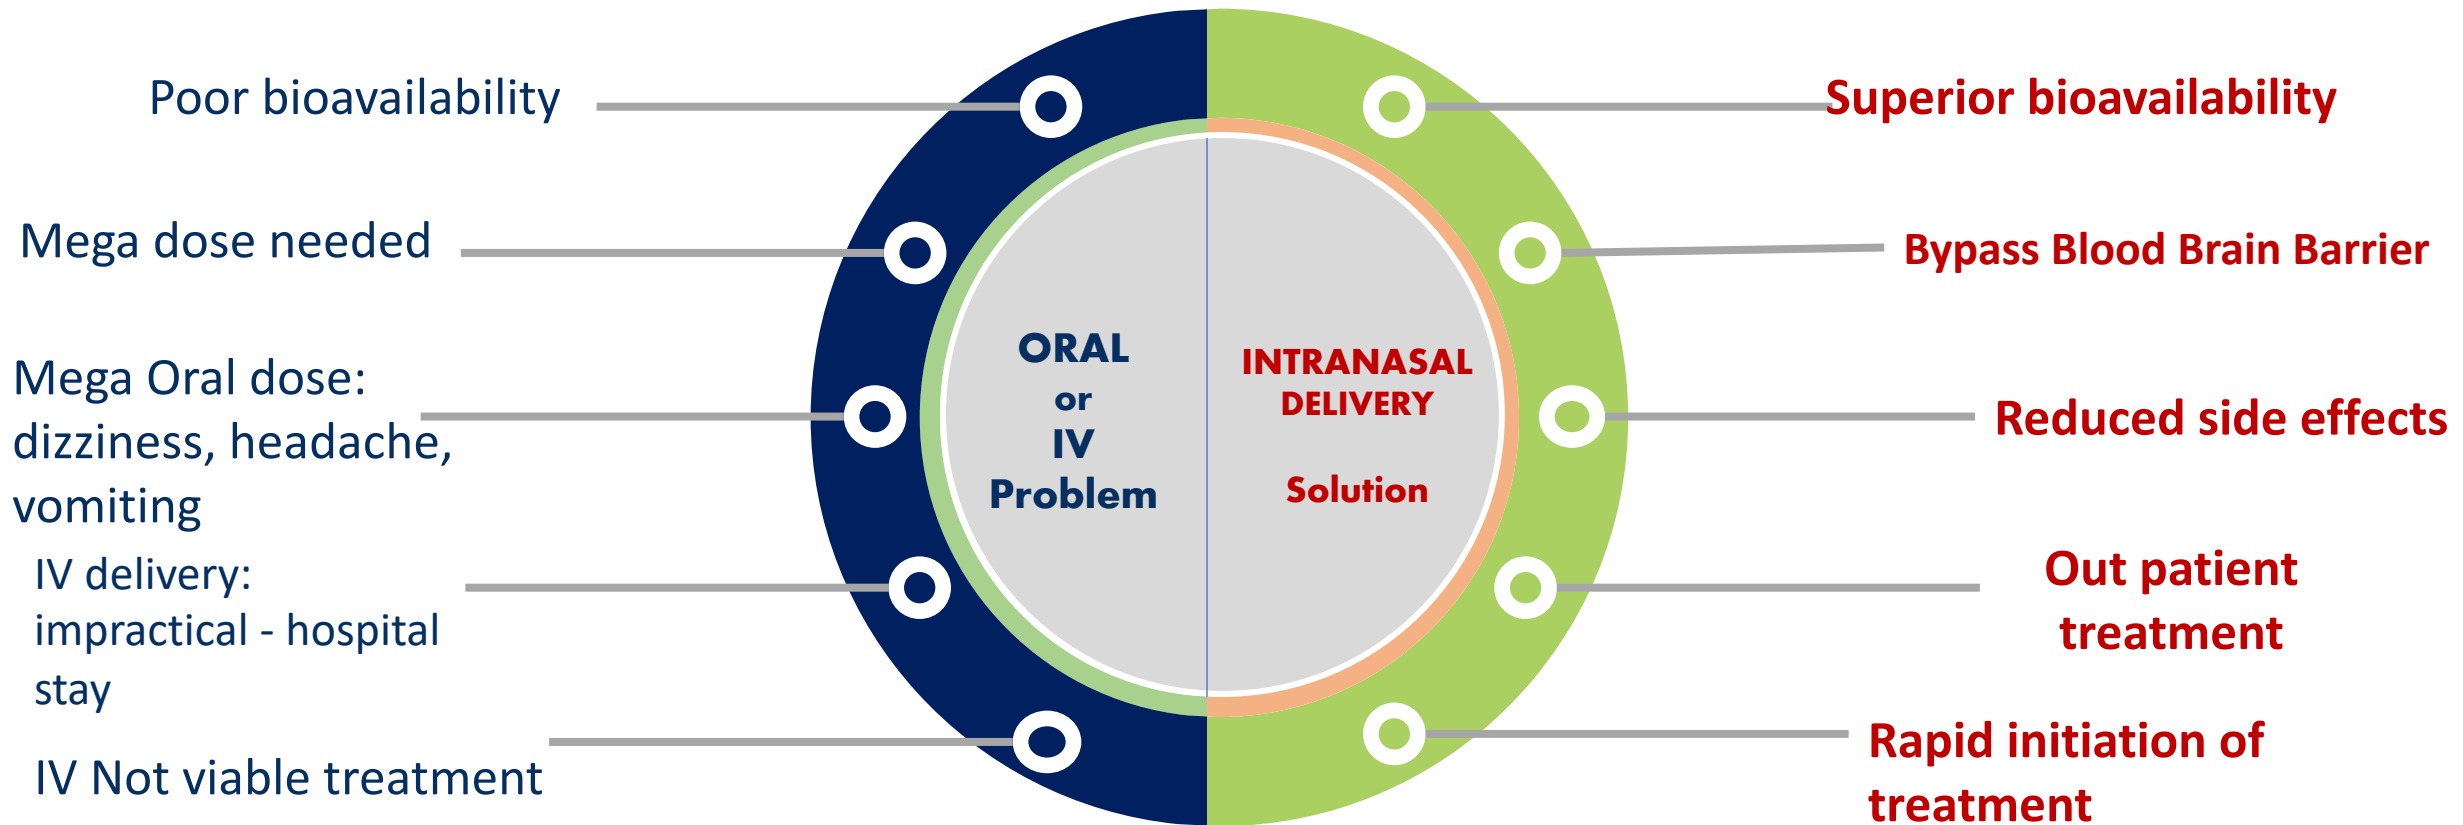 Poor bioavailability
Mega dose needed
Mega Oral dose:
dizziness, headache,
vomiting
IV delivery:
impractical - hospital
stay
IV Not viable treatment
ORAL
or
IV
Problem
INTRANASAL
DELIVERY
Solution
Superior bioavailability
Bypass Blood Brain Barrier
Reduced side effects
Out patient
treatment
Rapid initiation of
treatment